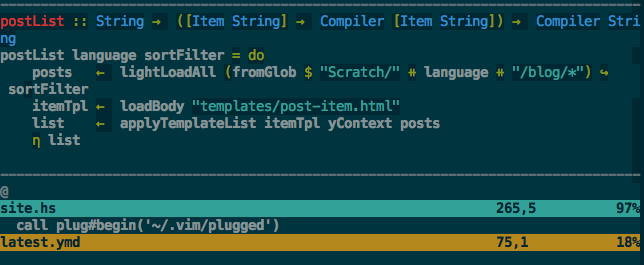 postList :: String → ([Item String] → Compiler [Item String]) → Compiler Stri
ng
postList language sortFilter = do
    posts   ← lightLoadAll (fromGlob $ "Scratch/" ⧺ language ⧺ "/blog/*") ↪
 sortFilter
    itemTpl ← loadBody "templates/post-item.html"
    list    ← applyTemplateList itemTpl yContext posts
    η list
@
site.hs 265,5 97%
  call plug#begin('~/.vim/plugged')
latest.ymd 75,1 18%